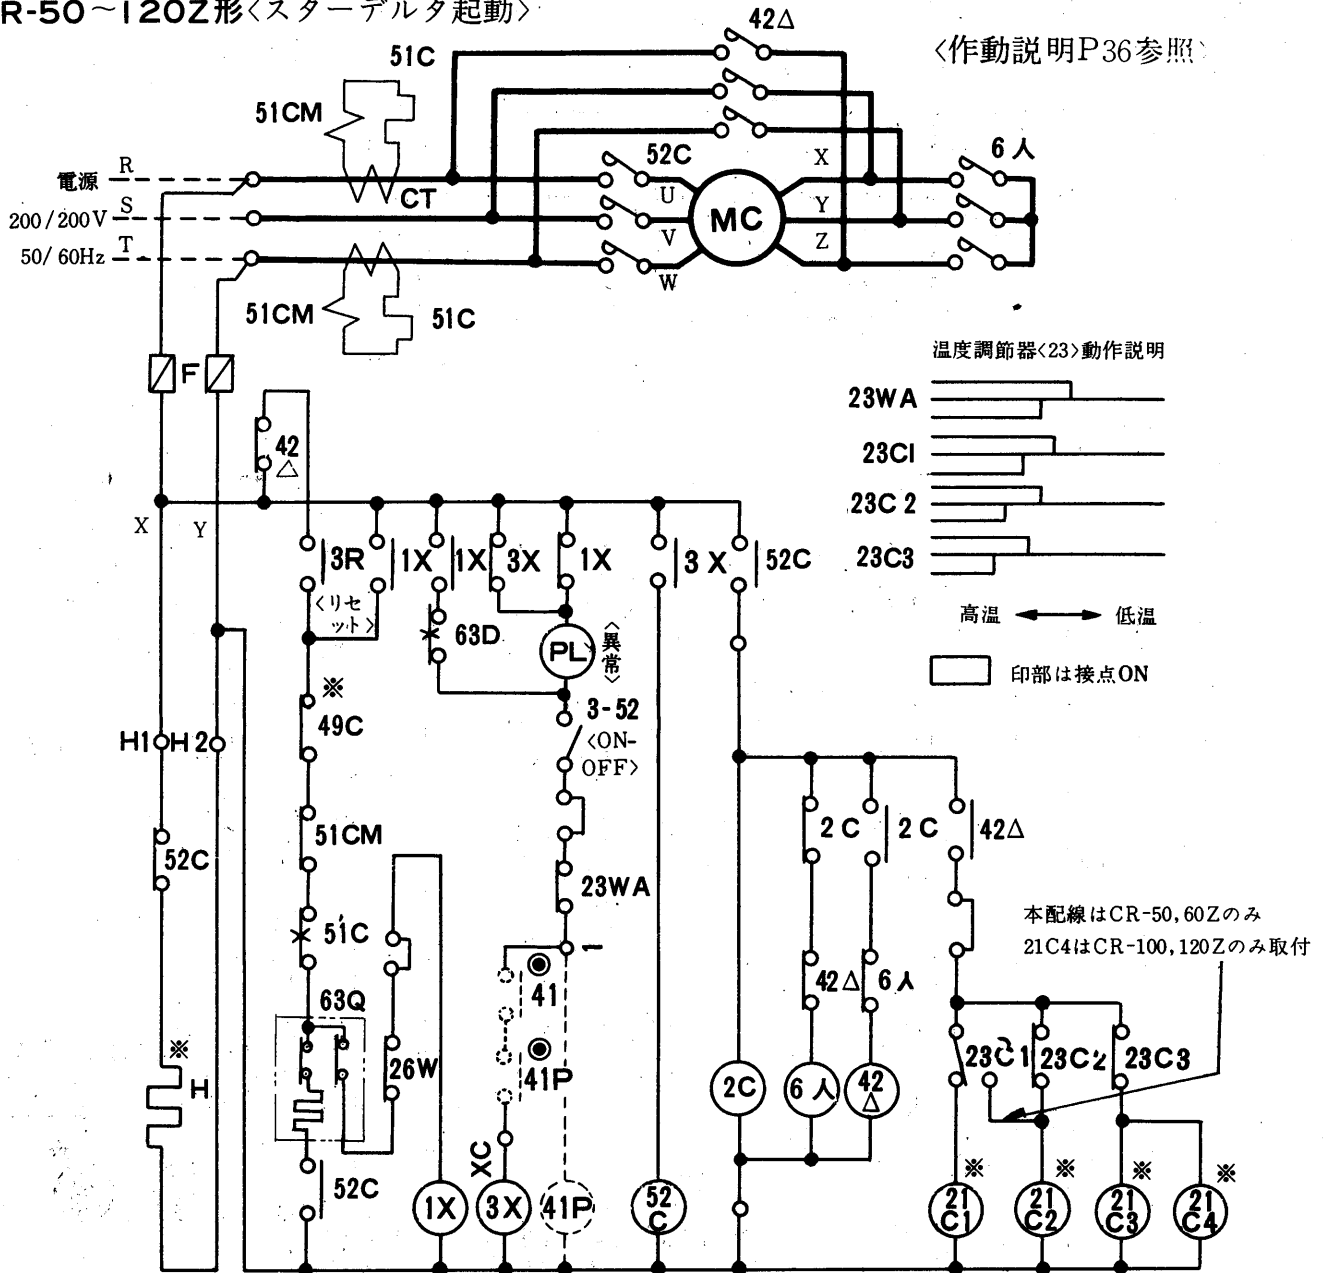 R-50～120Z形〈スターデルタ起動〉
42△
〈作動説明P36参照〉
51C
51CM
52C
X
6人
電源 R
U
CT
200/200V S
MC
Y
V
50/60Hz T
Z
W
51CM
51C
温度調節器〈23〉動作説明
F
23WA
42
△
23C1
23C2
X
Y
3R
1X
1X
3X
1X
3X
52C
23C3
〈リセ
ット〉
高温
低温
63D
PL
〈異常〉
印部は接点ON
※
3-52
49C
〈ON-
OFF〉
H1
H2
51CM
2C
2C
42△
52C
23WA
51C
本配線はCR-50,60Zのみ
21C4はCR-100,120Zのみ取付
1
41
42△
6人
63Q
※
23C1
23C2
23C3
26W
41P
H
2C
6人
42
△
XC
※
※
※
※
52C
1X
3X
41P
52
C
21
C1
21
C2
21
C3
21
C4